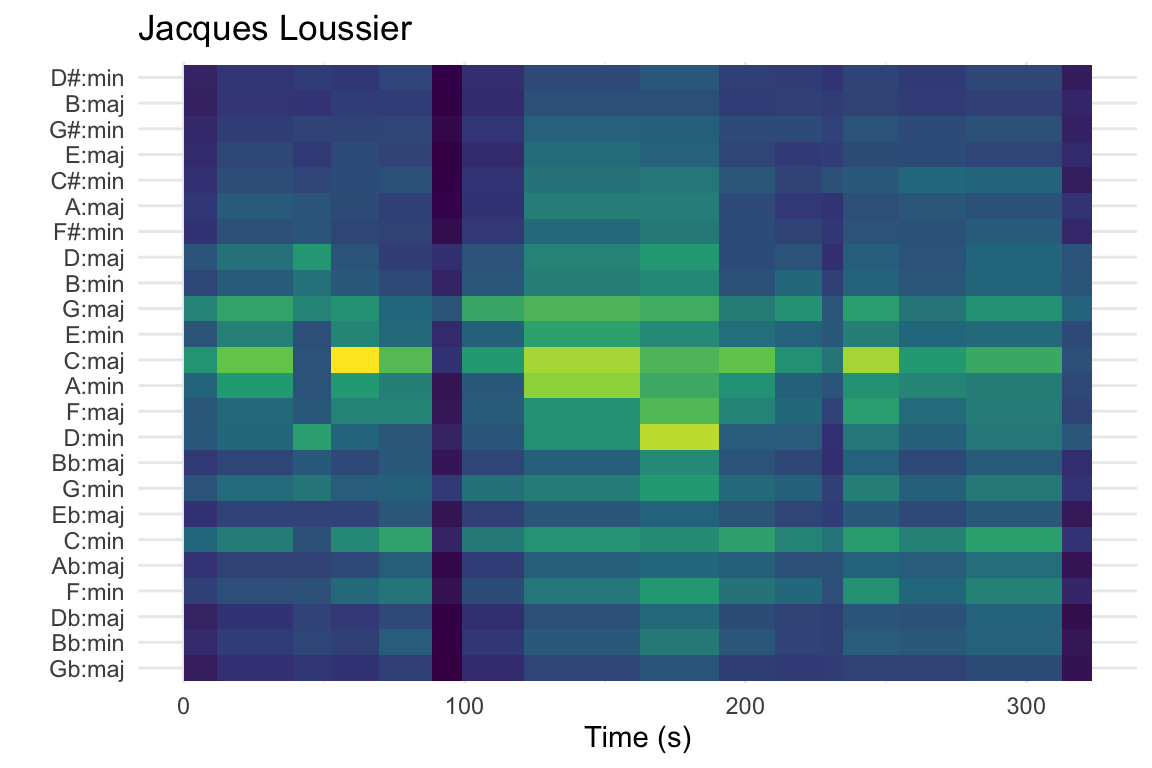 Jacques Loussier
D#:min
B:maj
G#:min
E:maj
C#:min
A:maj
F#:min
D:maj
B:min
G:maj
E:min
C:maj
A:min
F:maj
D:min
Bb:maj
G:min
Eb:maj
C:min
Ab:maj
F:min
Db:maj
Bb:min
Gb:maj
0 100 200 300
Time (s)